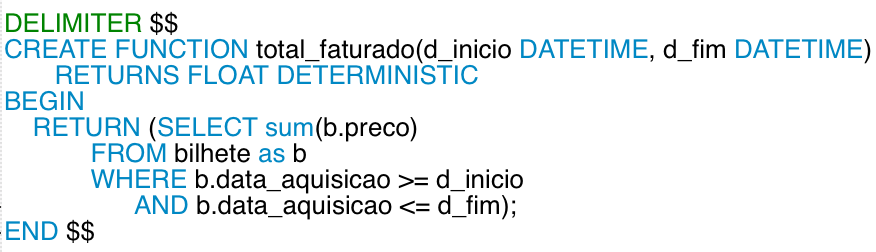 DELIMITER $$
CREATE FUNCTION total_faturado(d_inicio DATETIME, d_fim DATETIME)
RETURNS FLOAT DETERMINISTIC
BEGIN
RETURN (SELECT sum(b.preco)
FROM bilhete as b
WHERE b.data_aquisicao >= d_inicio
AND b.data_aquisicao <= d_fim);
END $$